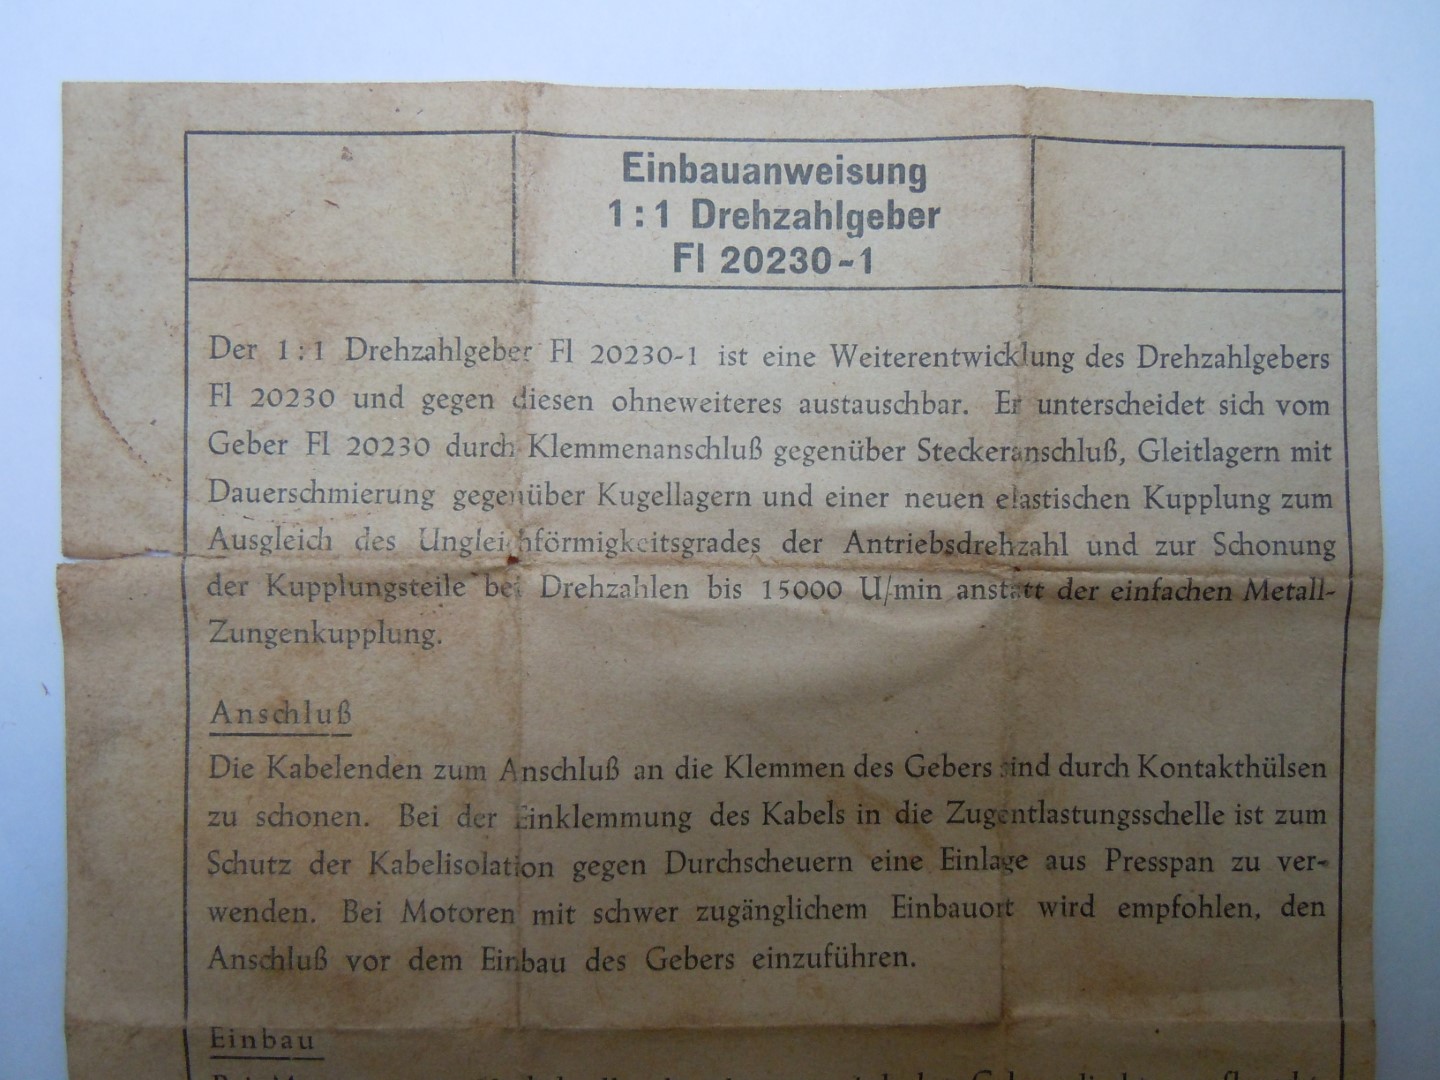 Einbauanweisung
1 : 1 Drehzahlgeber
Fl 20230-1
Der 1 : 1 Drehzahlgeber Fl 20230-1 ist eine Weiterentwicklung des Drehzahlgebers
Fl 20230 und gegen diesen ohneweiteres austauschbar. Er unterscheidet sich vom
Geber Fl 20230 durch Klemmenanschluß gegenüber Steckeranschluß, Gleitlagern mit
Dauerschmierung gegenüber Kugellagern und einer neuen elastischen Kupplung zum
Ausgleich des Ungleichförmigkeitsgrades der Antriebsdrehzahl und zur Schonung
der Kupplungsteile bei Drehzahlen bis 15000 U/min anstatt der einfachen Metall-
Zungenkupplung.
Anschluß
Die Kabelenden zum Anschluß an die Klemmen des Gebers sind durch Kontakthülsen
zu schonen. Bei der Einklemmung des Kabels in die Zugentlastungsschelle ist zum
Schutz der Kabelisolation gegen Durchscheuern eine Einlage aus Presspan zu ver-
wenden. Bei Motoren mit schwer zugänglichem Einbauort wird empfohlen, den
Anschluß vor dem Einbau des Gebers einzuführen.
Einbau